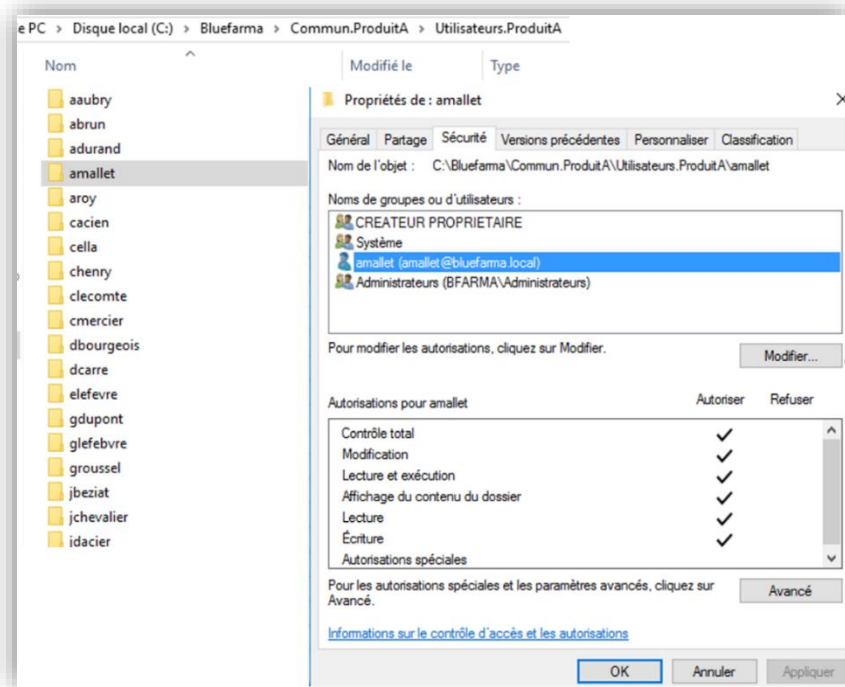 e PC > Disque local (C:) > Bluefarma > Commun.ProduitA > Utilisateurs.ProduitA
Nom Modifié le Type
aaubry
abrun
adurand
amallet
aroy
cacien
cella
chenry
clecomte
cmercier
dbourgeois
dcarre
elefevre
gdupont
glefebvre
groussel
jbeziat
jchevalier
jdacier
Propriétés de : amallet
Général Partage Sécurité Versions précédentes Personnaliser Classification
Nom de l'objet : C:\Bluefarma\Commun.ProduitA\Utilisateurs.ProduitA\amallet
Noms de groupes ou d'utilisateurs :
CREATEUR PROPRIETAIRE
Système
amallet (amallet@bluefarma.local)
Administrateurs (BFARMA\Administrateurs)
Pour modifier les autorisations, cliquez sur Modifier.
Modifier...
Autorisations pour amallet Autoriser Refuser
Contrôle total
Modification
Lecture et exécution
Affichage du contenu du dossier
Lecture
Écriture
Autorisations spéciales
Pour les autorisations spéciales et les paramètres avancés, cliquez sur
Avancé.
Avancé
Informations sur le contrôle d'accès et les autorisations
OK Annuler Appliquer